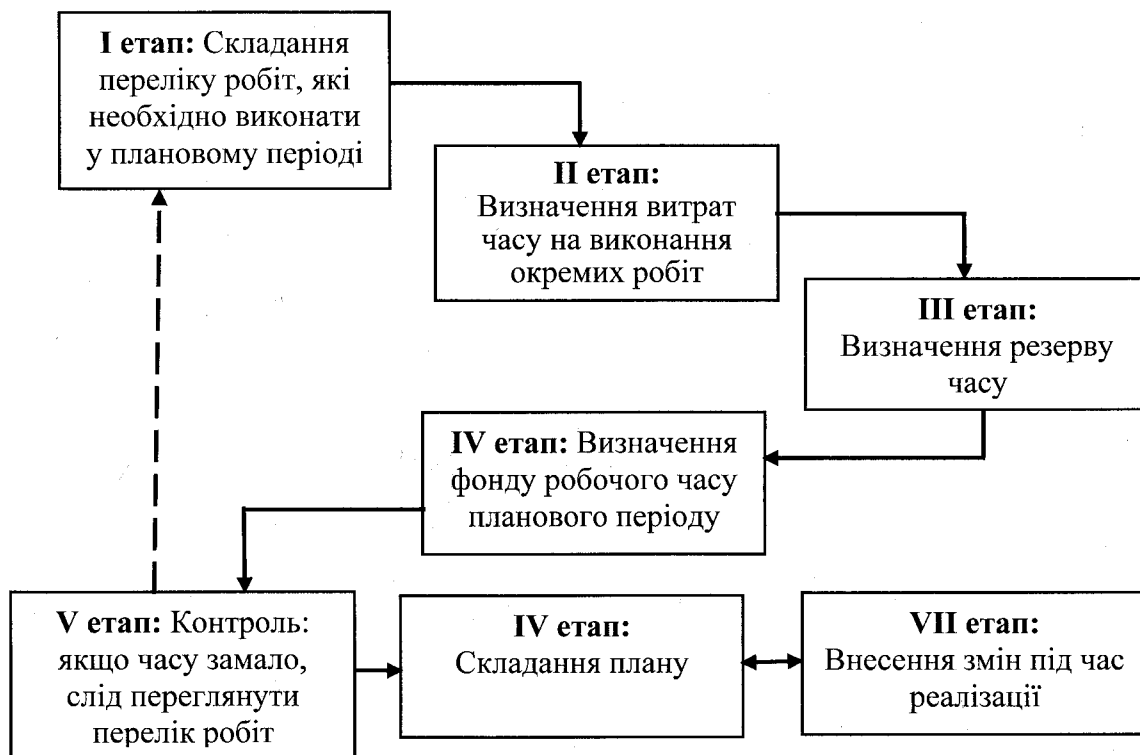 I етап: Складання
переліку робіт, які
необхідно виконати
у плановому періоді
II етап:
Визначення витрат
часу на виконання
окремих робіт
III етап:
Визначення резерву
часу
IV етап: Визначення
фонду робочого часу
планового періоду
V етап: Контроль:
якщо часу замало,
слід переглянути
перелік робіт
IV етап:
Складання плану
VII етап:
Внесення змін під час
реалізації